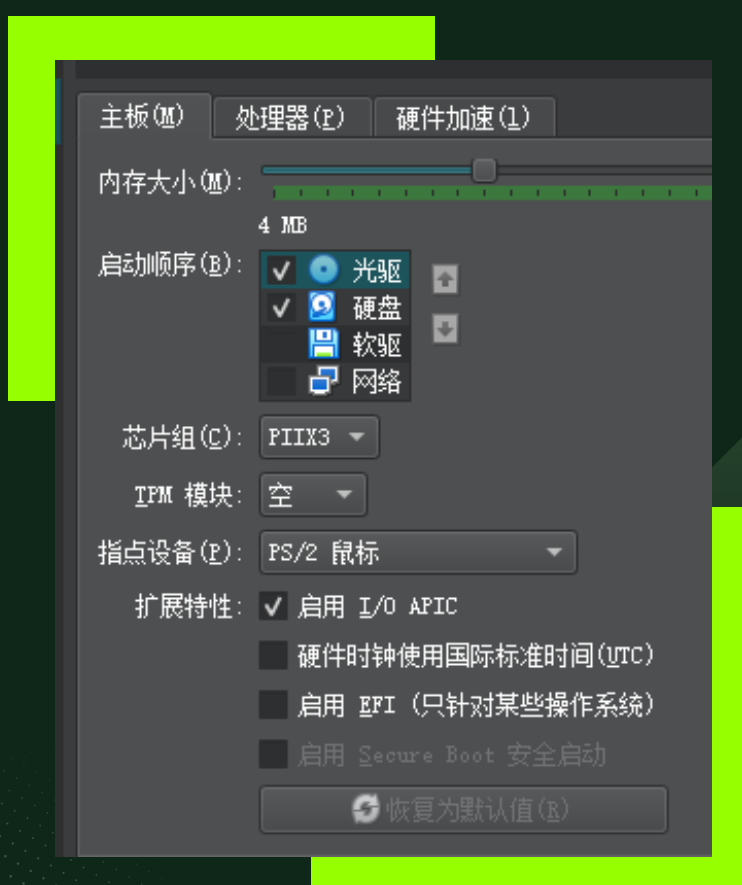 主板(M) 处理器(P) 硬件加速(l)
内存大小(M):
4 MB
启动顺序(B): 光驱
硬盘
软驱
网络
芯片组(C): PIIX3
TPM 模块: 空
指点设备(P): PS/2 鼠标
扩展特性: 启用 I/O APIC
硬件时钟使用国际标准时间(UTC)
启用 EFI (只针对某些操作系统)
启用 Secure Boot 安全启动
恢复为默认值(R)